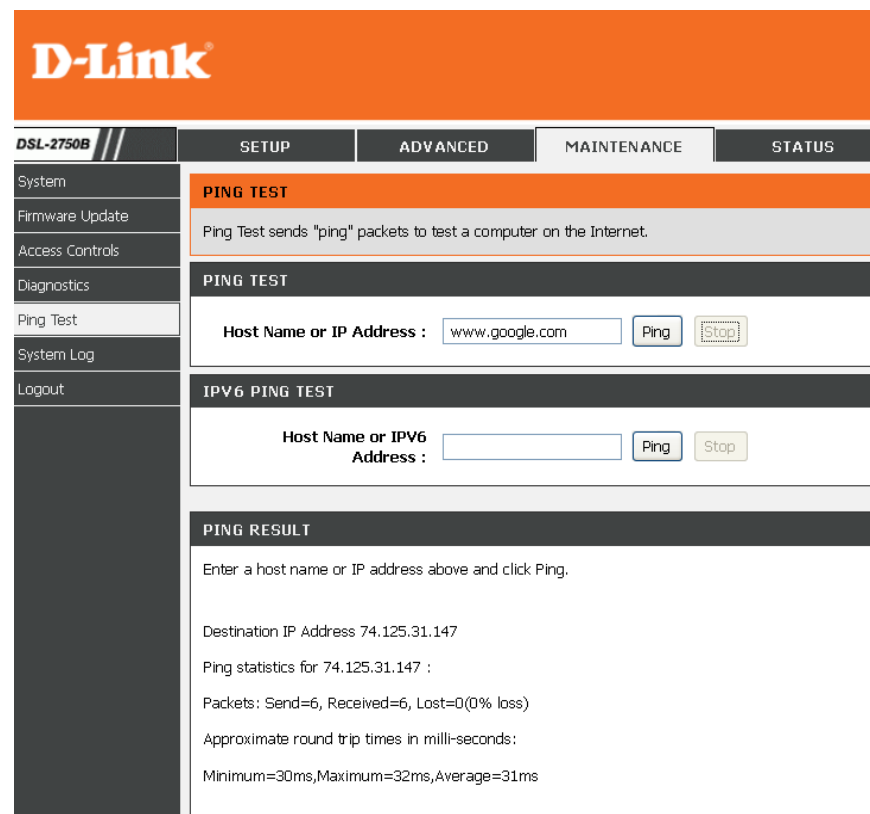 D-Link®
DSL-2750B
SETUP
ADVANCED
MAINTENANCE
STATUS
System
Firmware Update
Access Controls
Diagnostics
Ping Test
System Log
Logout
PING TEST
Ping Test sends "ping" packets to test a computer on the Internet.
PING TEST
Host Name or IP Address : www.google.com Ping Stop
IPV6 PING TEST
Host Name or IPV6
Address : Ping Stop
PING RESULT
Enter a host name or IP address above and click Ping.
Destination IP Address 74.125.31.147
Ping statistics for 74.125.31.147 :
Packets: Send=6, Received=6, Lost=0(0% loss)
Approximate round trip times in milli-seconds:
Minimum=30ms,Maximum=32ms,Average=31ms